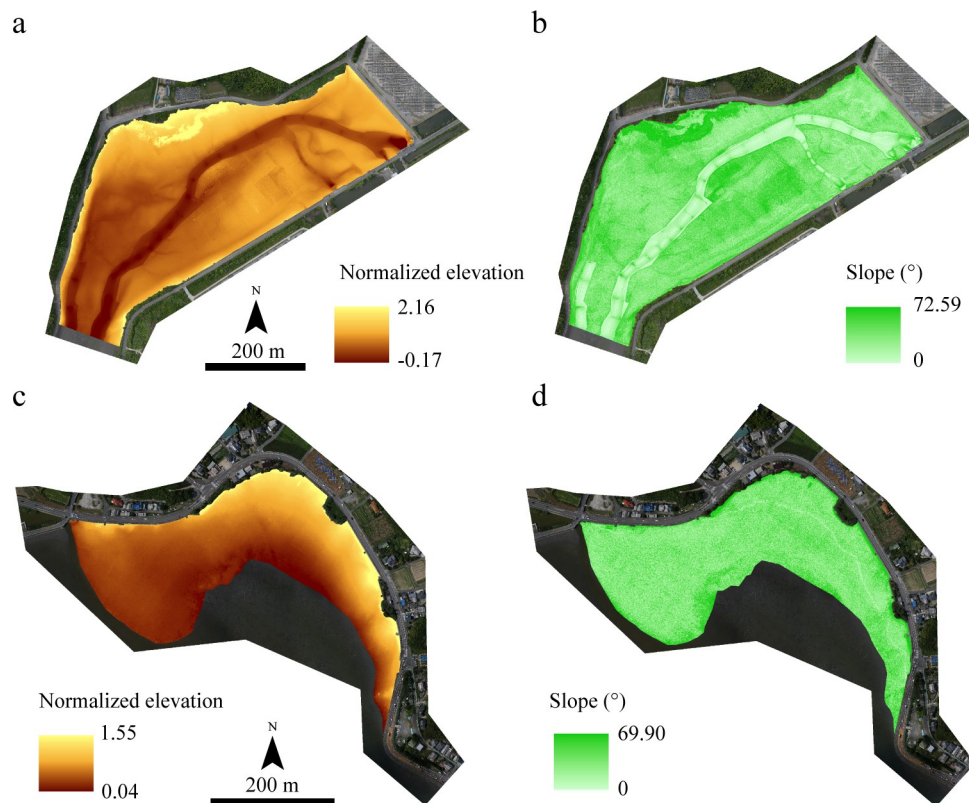 a
b
Normalized elevation
2.16
-0.17
N
200 m
Slope (°)
72.59
0
c
d
Normalized elevation
1.55
0.04
N
200 m
Slope (°)
69.90
0